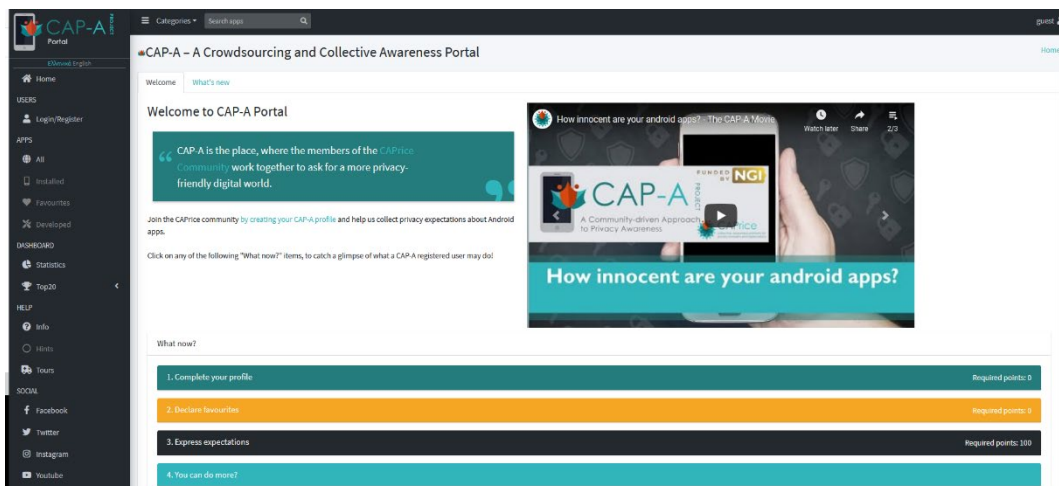 CAP-A PROJECT
Portal
Ελληνικά English
Home
USERS
Login/Register
APPS
All
Installed
Favourites
Developed
DASHBOARD
Statistics
Top20
HELP
Info
Hints
Tours
SOCIAL
Facebook
Twitter
Instagram
Youtube
Categories
Search apps
guest
CAP-A – A Crowdsourcing and Collective Awareness Portal
Home
Welcome
What's new
Welcome to CAP-A Portal
CAP-A is the place, where the members of the CAPrice
Community work together to ask for a more privacy-
friendly digital world.
Join the CAPrice community by creating your CAP-A profile and help us collect privacy expectations about Android
apps.
Click on any of the following "What now?" items, to catch a glimpse of what a CAP-A registered user may do!
How innocent are your android apps? - The CAP-A Movie
Watch later
Share
2/3
FUNDED BY NGI
CAP-A PROJECT
A Community-driven Approach
to Privacy Awareness
CAPrice
How innocent are your android apps?
What now?
1. Complete your profile
Required points: 0
2. Declare favourites
Required points: 0
3. Express expectations
Required points: 100
4. You can do more?